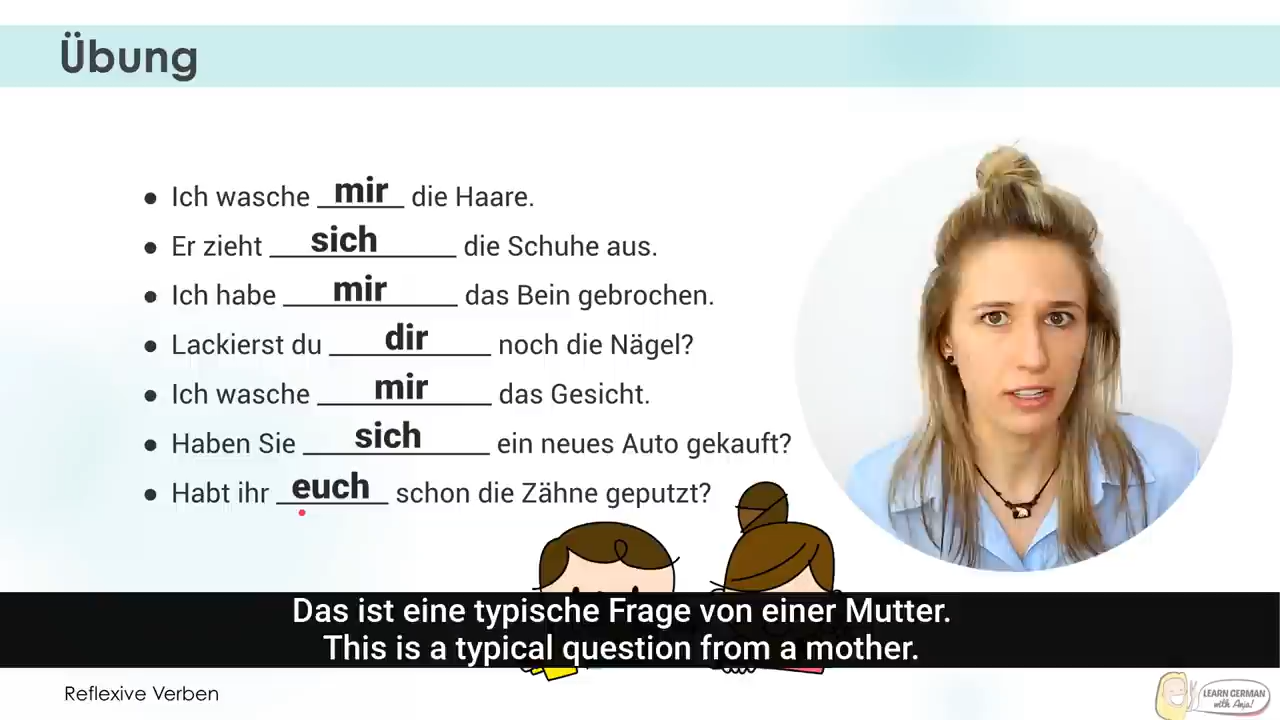 Übung
● Ich wasche mir die Haare.
● Er zieht sich die Schuhe aus.
● Ich habe mir das Bein gebrochen.
● Lackierst du dir noch die Nägel?
● Ich wasche mir das Gesicht.
● Haben Sie sich ein neues Auto gekauft?
● Habt ihr euch schon die Zähne geputzt?
Das ist eine typische Frage von einer Mutter.
This is a typical question from a mother.
Reflexive Verben
LEARN GERMAN
with Anja!